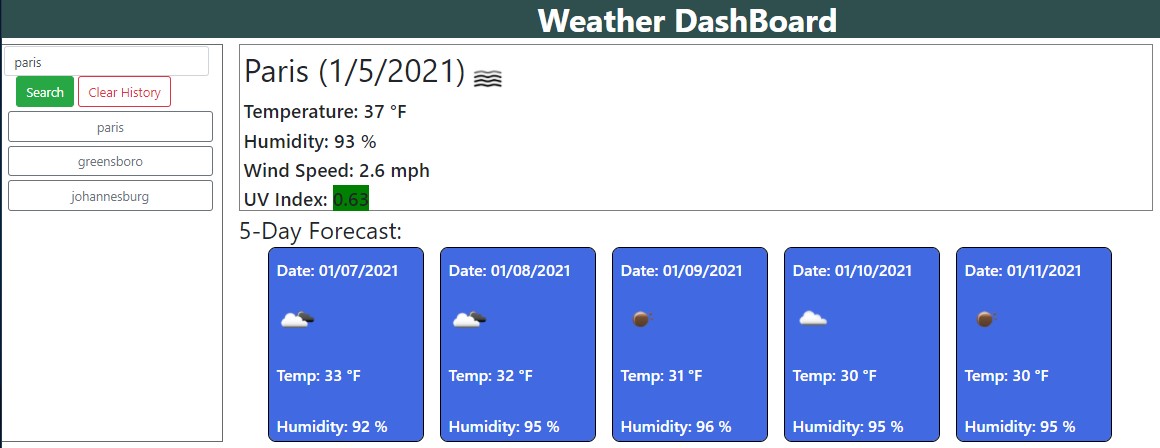 Weather DashBoard
paris
Search Clear History
paris
greensboro
johannesburg
Paris (1/5/2021)
Temperature: 37 °F
Humidity: 93 %
Wind Speed: 2.6 mph
UV Index: 0.63
5-Day Forecast:
Date: 01/07/2021
Temp: 33 °F
Humidity: 92 %
Date: 01/08/2021
Temp: 32 °F
Humidity: 95 %
Date: 01/09/2021
Temp: 31 °F
Humidity: 96 %
Date: 01/10/2021
Temp: 30 °F
Humidity: 95 %
Date: 01/11/2021
Temp: 30 °F
Humidity: 95 %